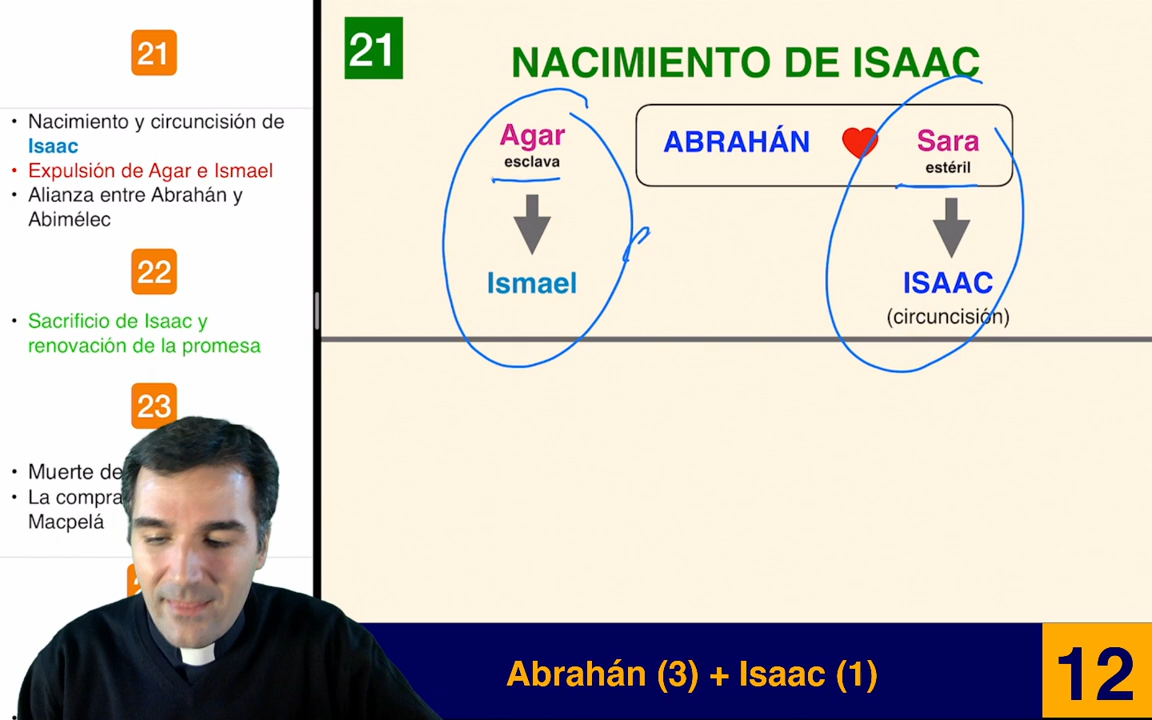 21
Nacimiento y circuncisión de
Isaac
Expulsión de Agar e Ismael
Alianza entre Abrahán y
Abimélec
22
Sacrificio de Isaac y
renovación de la promesa
23
Muerte de
La compra
Macpelá
21
NACIMIENTO DE ISAAC
Agar
esclava
Ismael
ABRAHÁN
Sara
estéril
ISAAC
(circuncisión)
Abrahán (3) + Isaac (1)
12